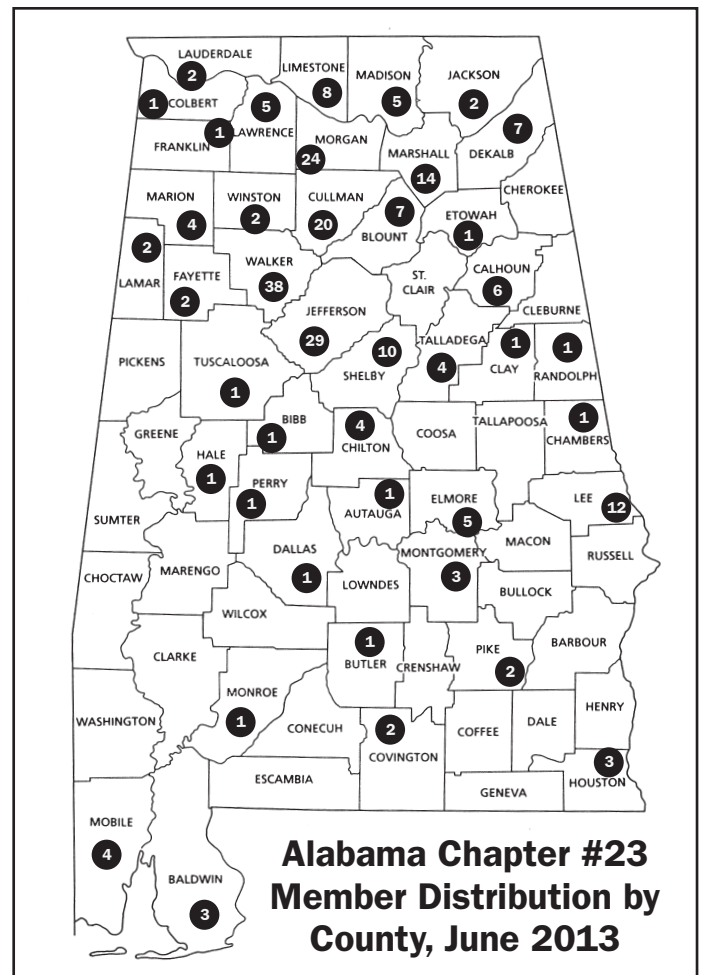 LAUDERDALE
2
LIMESTONE
8
MADISON
5
JACKSON
2
1 COLBERT
5
LAWRENCE
1
FRANKLIN
MORGAN
24
MARSHALL
14
7
DEKALB
CHEROKEE
MARION
4
WINSTON
2
CULLMAN
20
7
BLOUNT
ETOWAH
1
2
LAMAR
FAYETTE
2
WALKER
38
ST.
CLAIR
CALHOUN
6
CLEBURNE
JEFFERSON
29
10
SHELBY
TALLADEGA
4
1
CLAY
1
RANDOLPH
PICKENS
TUSCALOOSA
1
BIBB
1
4
CHILTON
COOSA
TALLAPOOSA
1
CHAMBERS
GREENE
HALE
1
PERRY
1
1
AUTAUGA
ELMORE
5
LEE
12
SUMTER
DALLAS
1
MONTGOMERY
3
MACON
RUSSELL
CHOCTAW
MARENGO
LOWNDES
BULLOCK
WILCOX
CLARKE
1
BUTLER
CRENSHAW
PIKE
2
BARBOUR
WASHINGTON
MONROE
1
CONECUH
2
COVINGTON
COFFEE
DALE
HENRY
3
HOUSTON
ESCAMBIA
GENEVA
MOBILE
4
BALDWIN
3
Alabama Chapter #23
Member Distribution by
County, June 2013